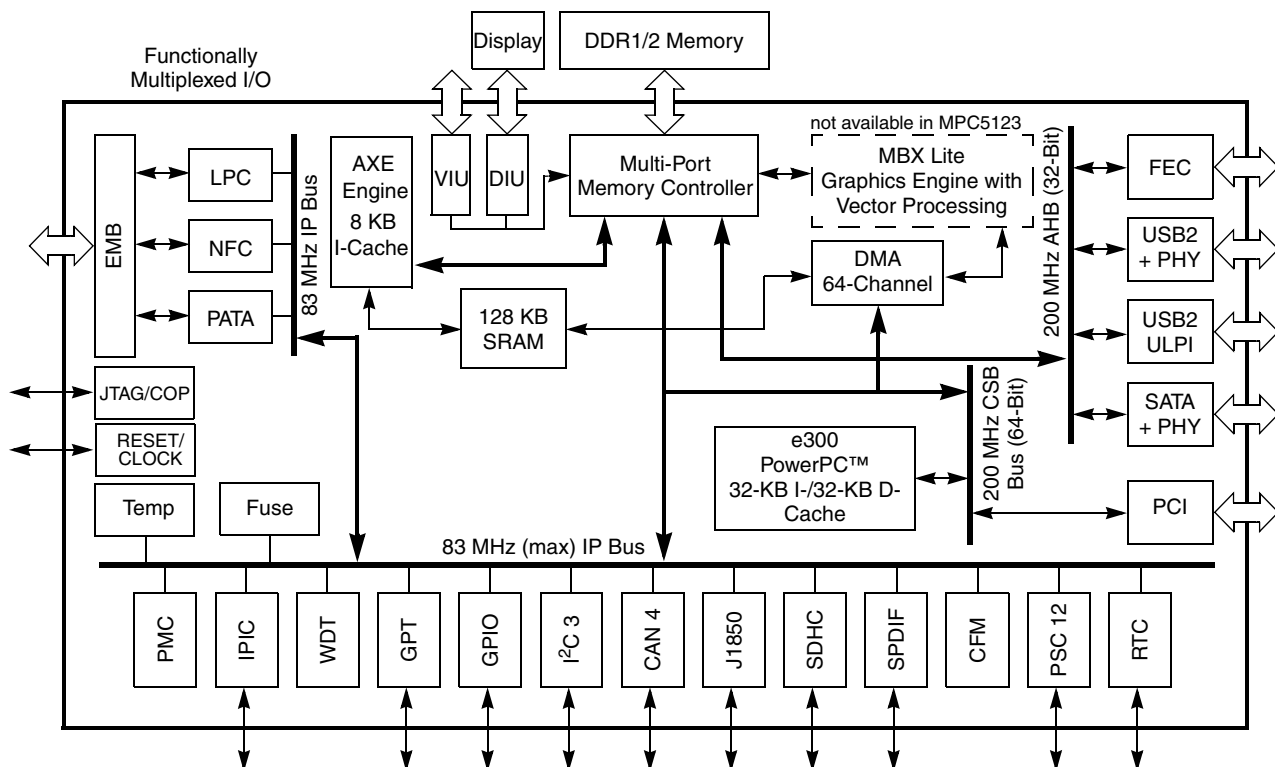 Functionally
Multiplexed I/O
Display
DDR1/2 Memory
EMB
LPC
NFC
PATA
83 MHz IP Bus
AXE
Engine
8 KB
I-Cache
VIU
DIU
Multi-Port
Memory Controller
not available in MPC5123
MBX Lite
Graphics Engine with
Vector Processing
DMA
64-Channel
128 KB
SRAM
200 MHz AHB (32-Bit)
FEC
USB2
+ PHY
USB2
ULPI
SATA
+ PHY
PCI
JTAG/COP
RESET/
CLOCK
Temp
Fuse
e300
PowerPC™
32-KB I-/32-KB D-
Cache
200 MHz CSB
Bus (64-Bit)
83 MHz (max) IP Bus
PMC
IPIC
WDT
GPT
GPIO
I²C 3
CAN 4
J1850
SDHC
SPDIF
CFM
PSC 12
RTC